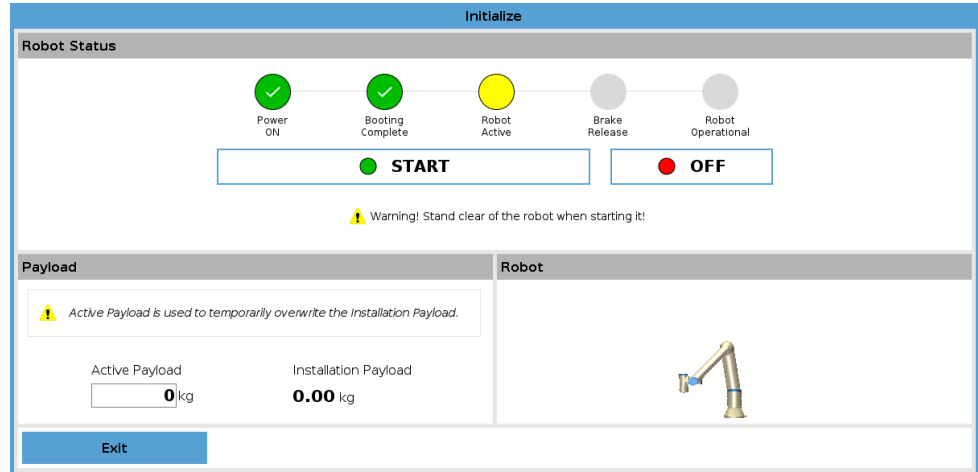 Initialize
Robot Status
Power
ON
Booting
Complete
Robot
Active
Brake
Release
Robot
Operational
START
OFF
Warning! Stand clear of the robot when starting it!
Payload
Active Payload is used to temporarily overwrite the Installation Payload.
Active Payload
0 kg
Installation Payload
0.00 kg
Robot
Exit